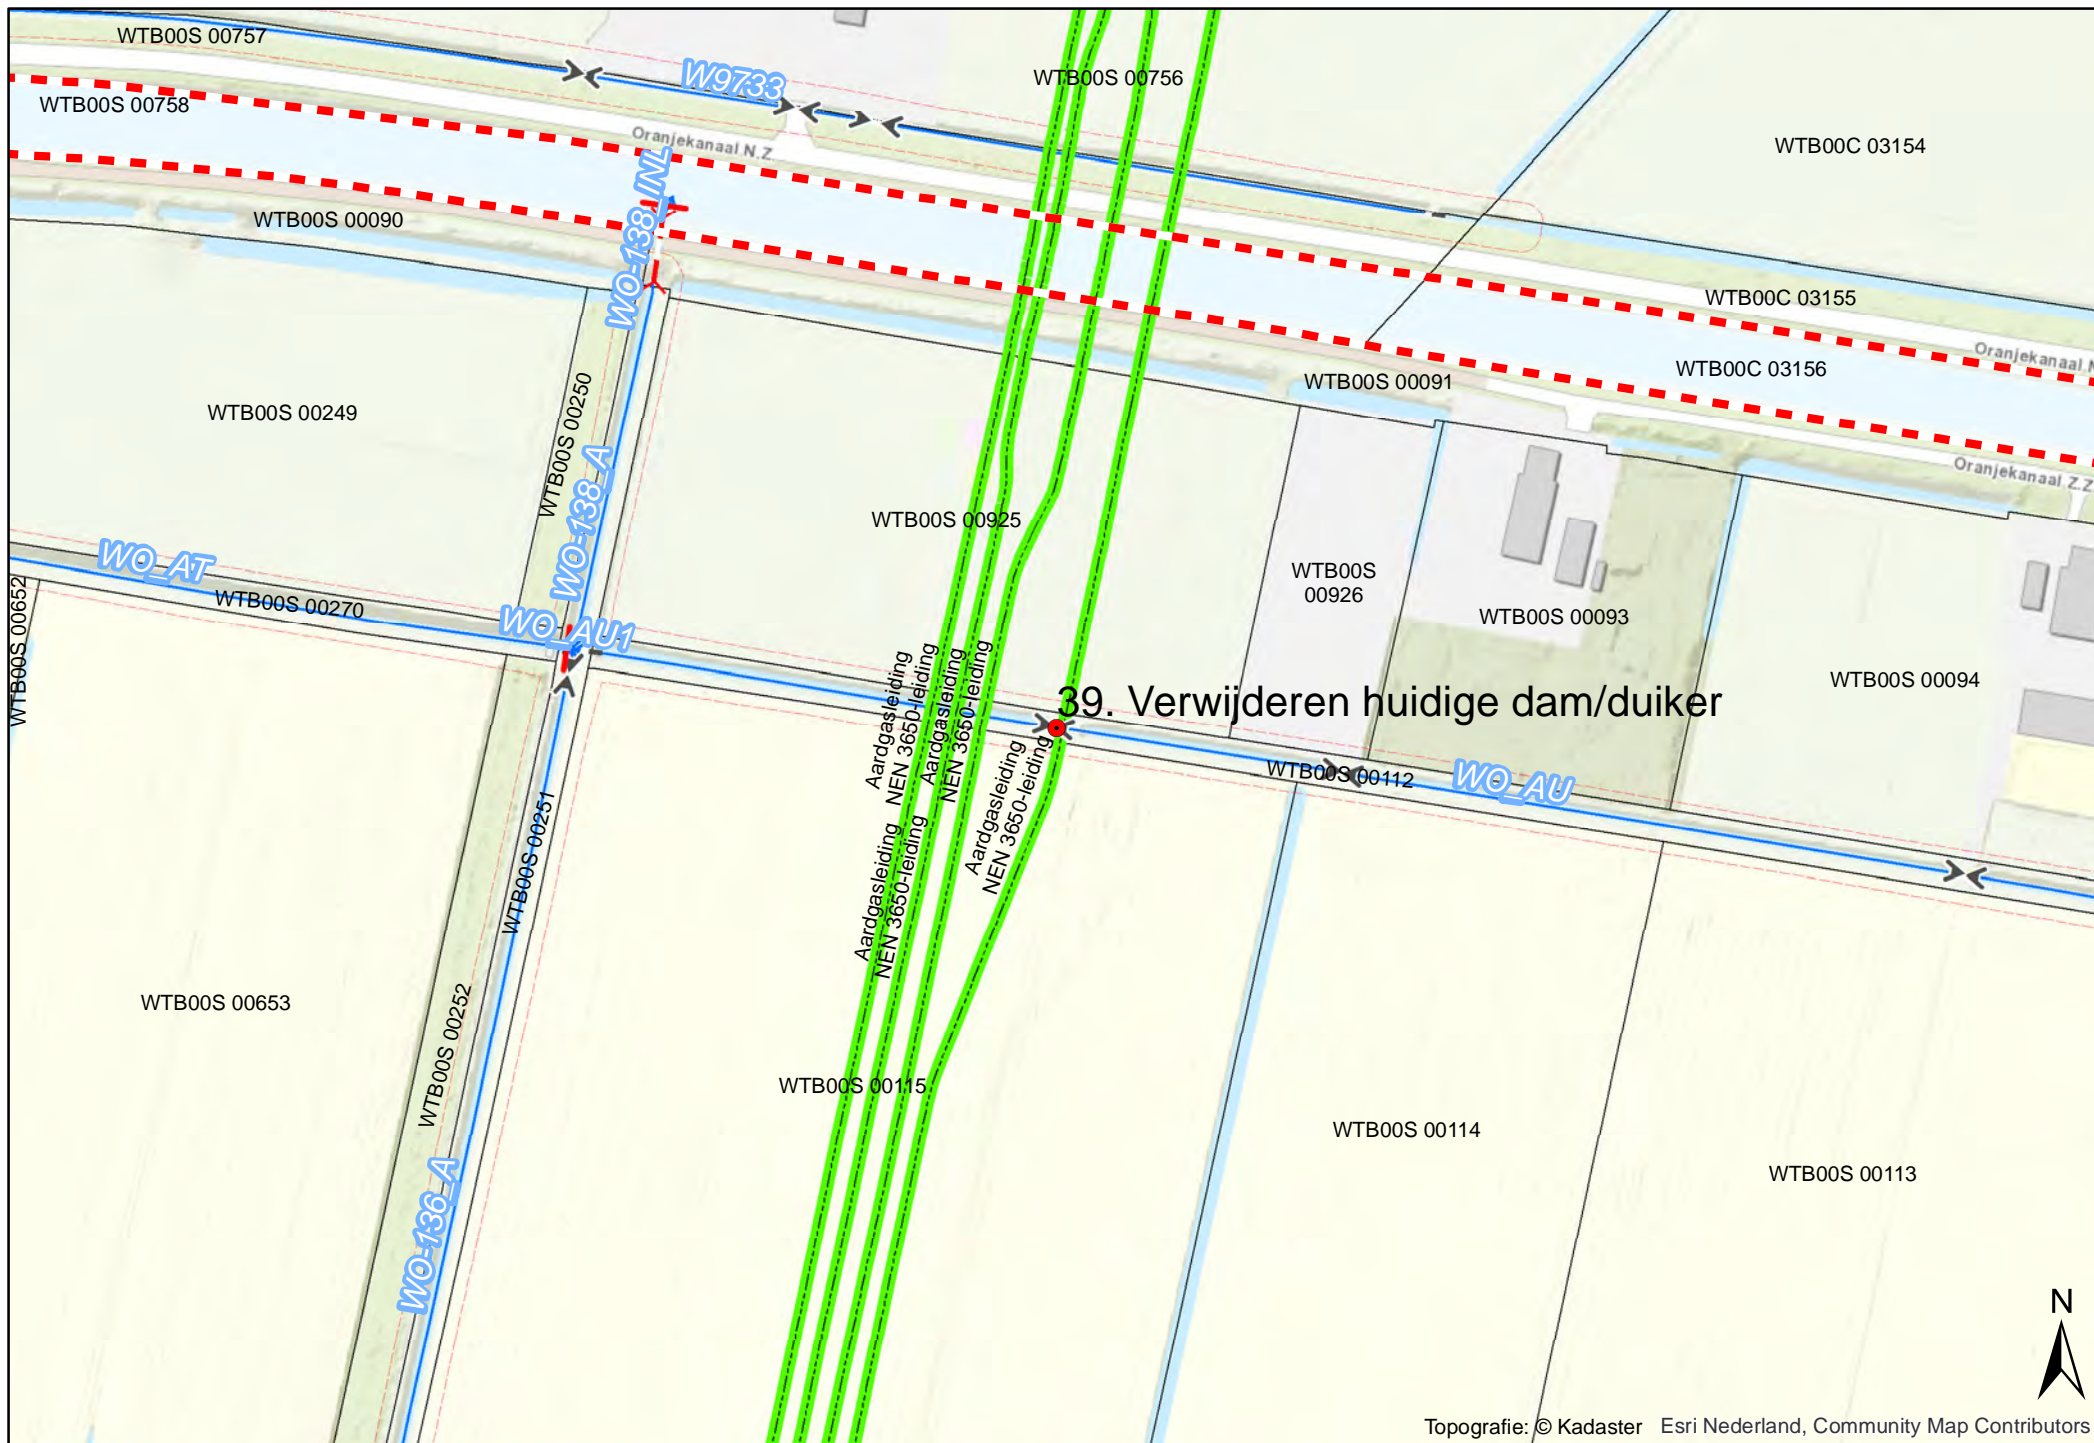 WTB00S 00757
W9733
WTB00S 00756
WTB00S 00758
Oranjekanaal N.Z.
WTB00C 03154
WO-138_INL
WTB00S 00090
WTB00C 03155
Oranjekanaal N
WTB00C 03156
WTB00S 00091
WTB00S 00249
WTB00S 00250
WO-138_A
Oranjekanaal Z.Z
WTB00S 00925
WO_AT
WTB00S 00270
WTB00S 00652
WO_AU1
WTB00S
00926
WTB00S 00093
WTB00S 00094
Aardgasleiding
NEN 3650-leiding
Aardgasleiding
NEN 3650-leiding
39. Verwijderen huidige dam/duiker
Aardgasleiding
NEN 3650-leiding
WTB00S 00112
WO_AU
WTB00S 00251
Aardgasleiding
NEN 3650-leiding
WTB00S 00653
WTB00S 00252
WTB00S 00115
WTB00S 00114
WTB00S 00113
WO-136_A
N
Topografie: © Kadaster Esri Nederland, Community Map Contributors